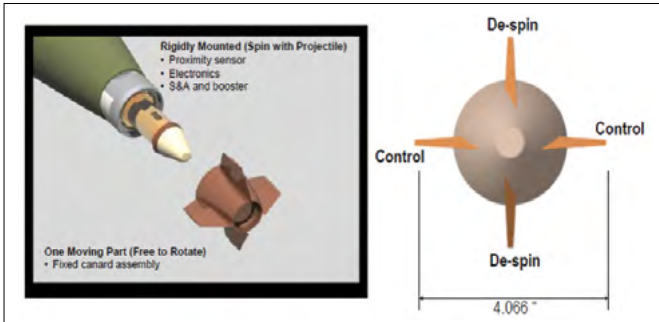 Rigidly Mounted (Spin with Projectile)
• Proximity sensor
• Electronics
• S&A and booster
One Moving Part (Free to Rotate)
• Fixed canard assembly
De-spin
Control
Control
De-spin
4.066 "